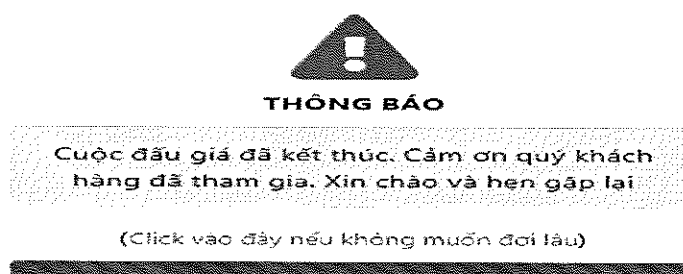 THÔNG BÁO
Cuộc đấu giá đã kết thúc. Cảm ơn quý khách
hàng đã tham gia. Xin chào và hẹn gặp lại
(Click vào đây nếu không muốn đợi lâu)